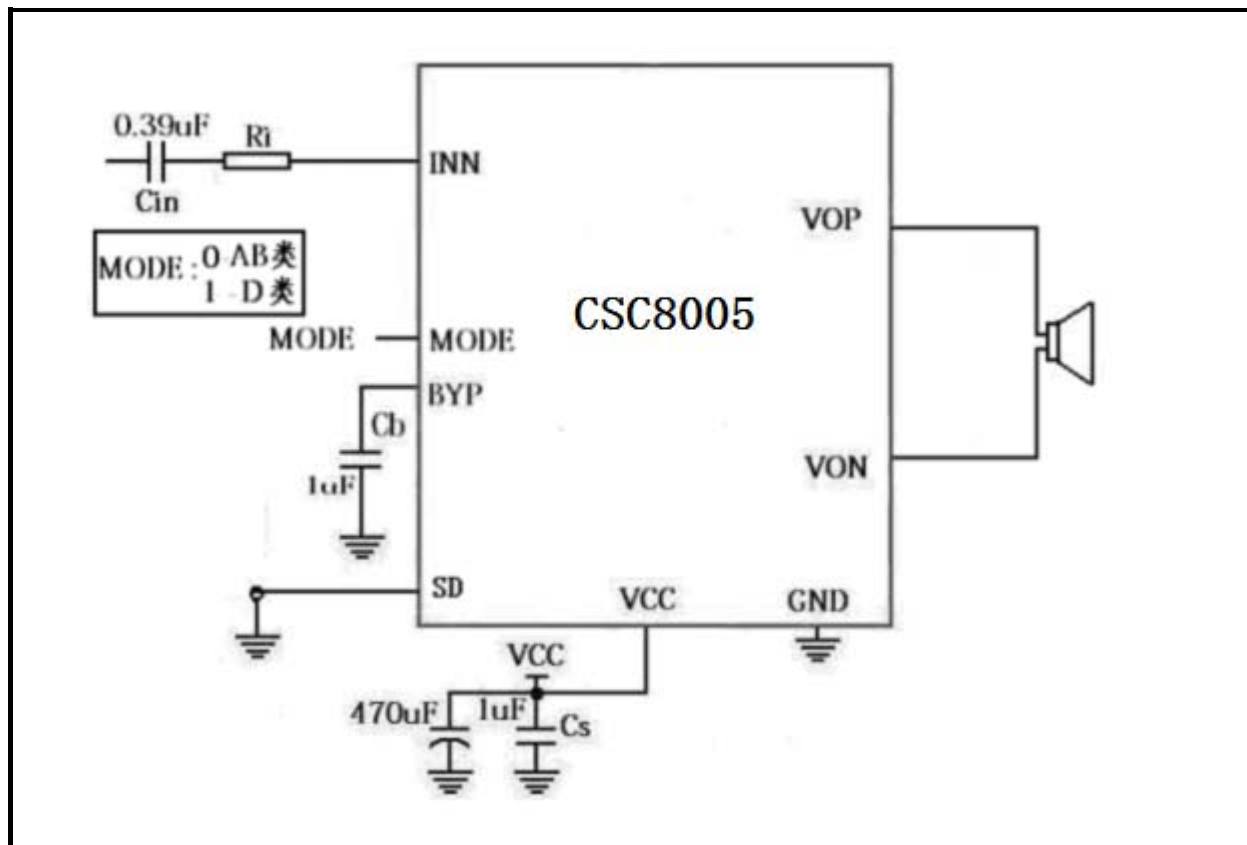 0.39uF
Ri
INN
Cin
VOP
MODE:
0-AB类
1-D类
CSC8005
MODE
MODE
BYP
Cb
1uF
VON
SD
VCC
GND
VCC
470uF
1uF
Cs